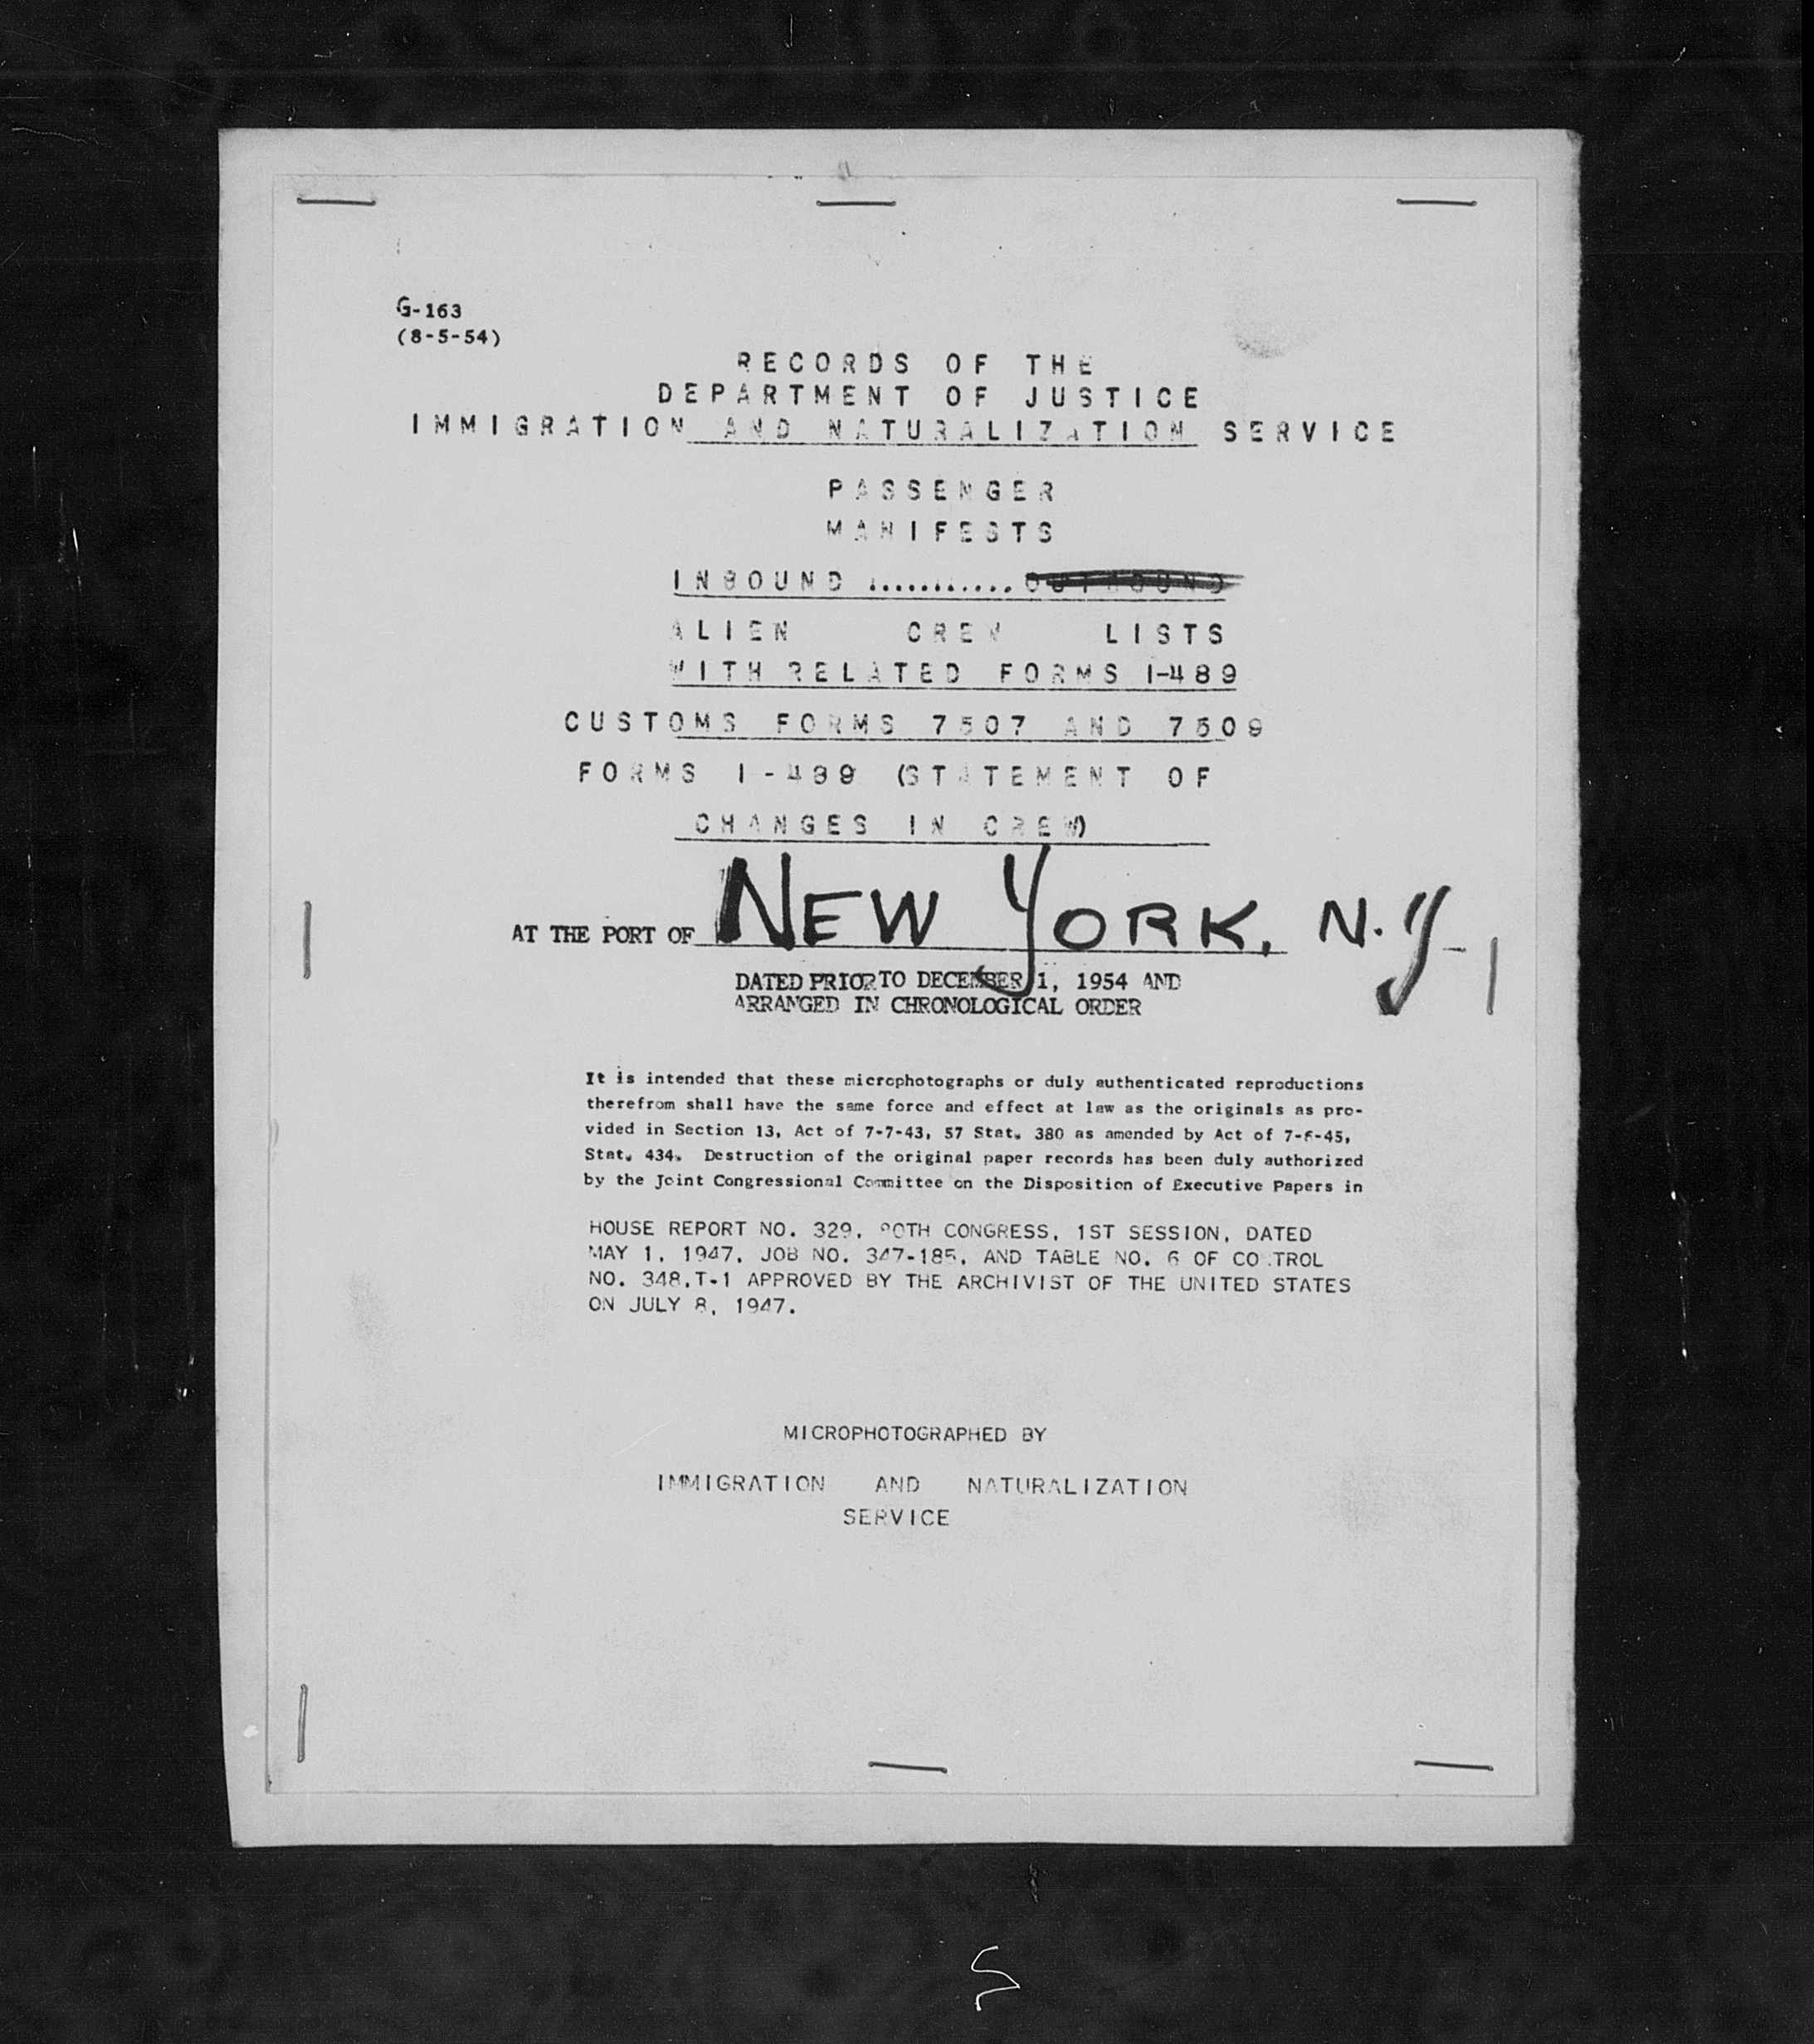 G-163
(8-5-54)
RECORDS OF THE
DEPARTMENT OF JUSTICE
IMMIGRATION AND NATURALIZATION SERVICE
PASSENGER
MANIFESTS
INBOUND ............ OUTBOUND
ALIEN CREW LISTS
WITH RELATED FORMS I-489
CUSTOMS FORMS 7507 AND 7509
FORMS I-489 (STATEMENT OF
CHANGES IN CREW)
AT THE PORT OF NEW YORK, N.Y.
DATED PRIOR TO DECEMBER 1, 1954 AND
ARRANGED IN CHRONOLOGICAL ORDER
It is intended that these microphotographs or duly authenticated reproductions
therefrom shall have the same force and effect at law as the originals as pro-
vided in Section 13, Act of 7-7-43, 57 Stat. 380 as amended by Act of 7-6-45,
Stat. 434. Destruction of the original paper records has been duly authorized
by the Joint Congressional Committee on the Disposition of Executive Papers in
HOUSE REPORT NO. 329, 80TH CONGRESS, 1ST SESSION, DATED
MAY 1, 1947, JOB NO. 347-185, AND TABLE NO. 6 OF CO TROL
NO. 348,T-1 APPROVED BY THE ARCHIVIST OF THE UNITED STATES
ON JULY 8, 1947.
MICROPHOTOGRAPHED BY
IMMIGRATION AND NATURALIZATION
SERVICE